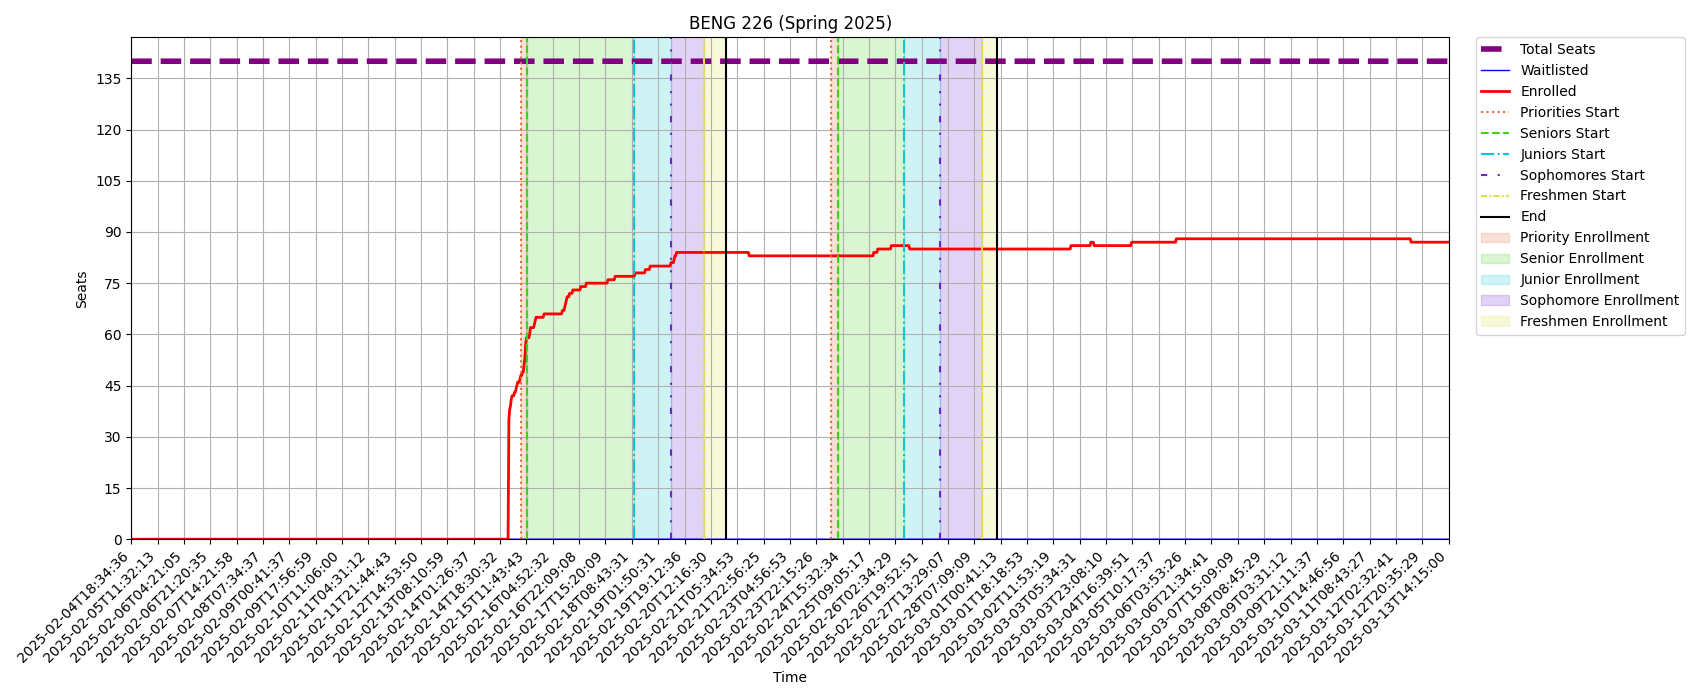 BENG 226 (Spring 2025)
Seats
135
120
105
90
75
60
45
30
15
0
2025-02-04T18:34:36
2025-02-05T11:32:13
2025-02-06T04:21:05
2025-02-06T21:20:35
2025-02-07T14:21:58
2025-02-08T07:34:37
2025-02-09T00:41:37
2025-02-09T17:56:59
2025-02-10T11:06:00
2025-02-11T04:31:12
2025-02-11T21:44:43
2025-02-12T14:53:50
2025-02-13T08:10:59
2025-02-14T01:26:37
2025-02-14T18:30:32
2025-02-15T11:43:43
2025-02-16T04:52:32
2025-02-16T22:09:08
2025-02-17T15:20:09
2025-02-18T08:43:31
2025-02-19T01:50:31
2025-02-19T19:12:36
2025-02-20T12:16:30
2025-02-21T05:34:53
2025-02-21T22:56:25
2025-02-23T04:56:53
2025-02-23T22:15:26
2025-02-24T15:32:34
2025-02-25T09:05:17
2025-02-26T02:34:29
2025-02-26T19:52:51
2025-02-27T13:29:07
2025-02-28T07:09:09
2025-03-01T00:41:13
2025-03-01T18:18:53
2025-03-02T11:53:19
2025-03-03T05:34:31
2025-03-03T23:08:10
2025-03-04T16:39:51
2025-03-05T10:17:37
2025-03-06T03:53:26
2025-03-06T21:34:41
2025-03-07T15:09:09
2025-03-08T08:45:29
2025-03-09T03:31:12
2025-03-09T21:11:37
2025-03-10T14:46:56
2025-03-11T08:43:27
2025-03-12T02:32:41
2025-03-12T20:35:29
2025-03-13T14:15:00
Time
Total Seats
Waitlisted
Enrolled
Priorities Start
Seniors Start
Juniors Start
Sophomores Start
Freshmen Start
End
Priority Enrollment
Senior Enrollment
Junior Enrollment
Sophomore Enrollment
Freshmen Enrollment